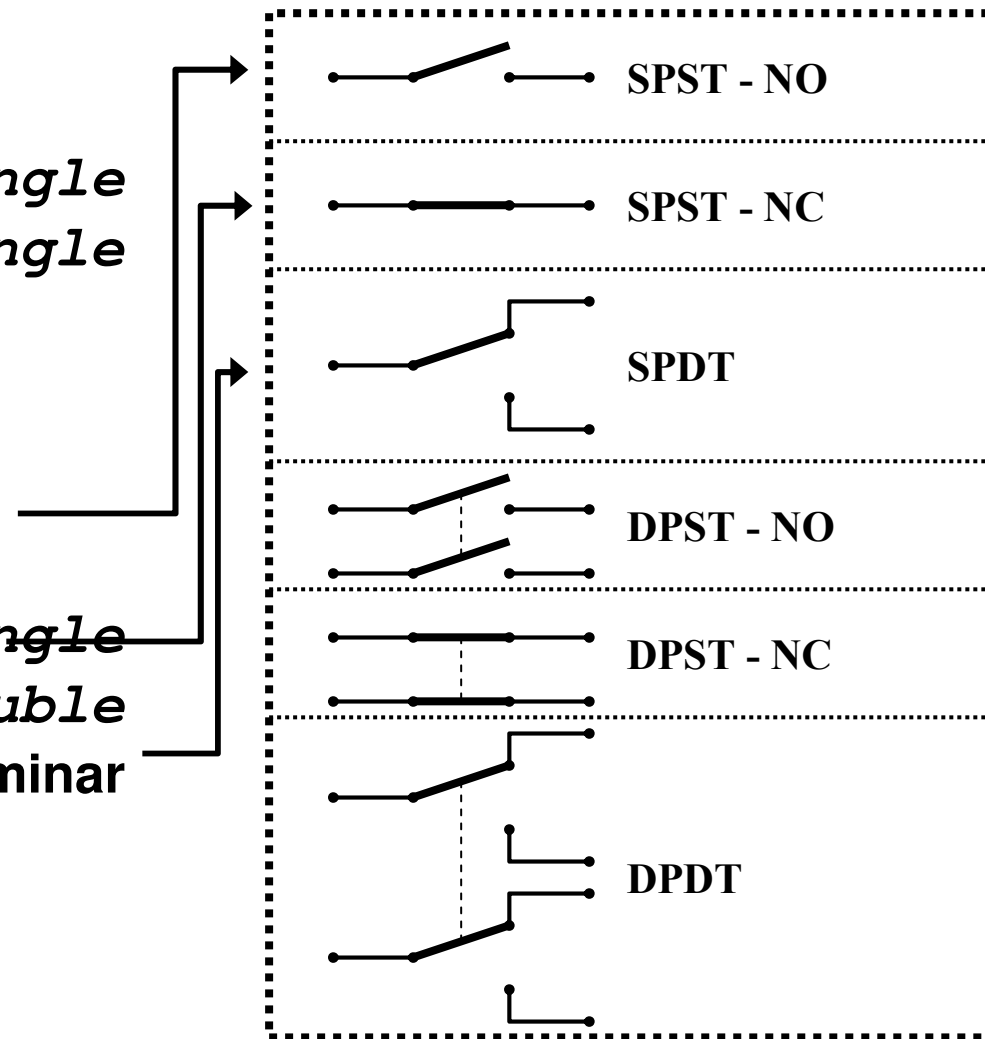 ngle
ngle
ngle
uble
minar
SPST - NO
SPST - NC
SPDT
DPST - NO
DPST - NC
DPDT